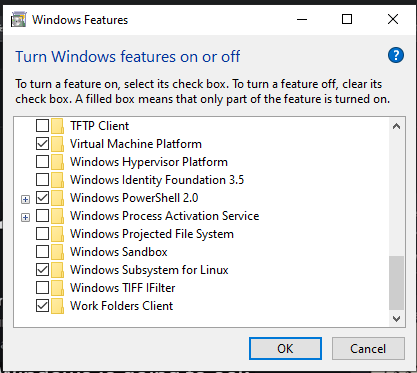 Windows Features
Turn Windows features on or off
To turn a feature on, select its check box. To turn a feature off, clear its
check box. A filled box means that only part of the feature is turned on.
TFTP Client
Virtual Machine Platform
Windows Hypervisor Platform
Windows Identity Foundation 3.5
Windows PowerShell 2.0
Windows Process Activation Service
Windows Projected File System
Windows Sandbox
Windows Subsystem for Linux
Windows TIFF IFilter
Work Folders Client
OK
Cancel